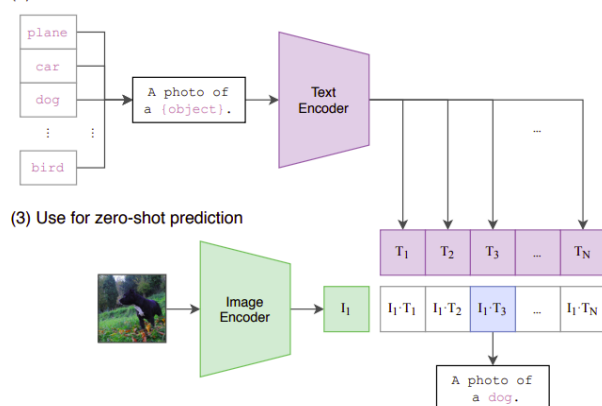 plane
car
dog
⋮ ⋮
bird
A photo of
a {object}.
Text
Encoder
...
(3) Use for zero-shot prediction
T1 T2 T3 ... TN
Image
Encoder
I1
I1·T1 I1·T2 I1·T3 ... I1·TN
A photo of
a dog.